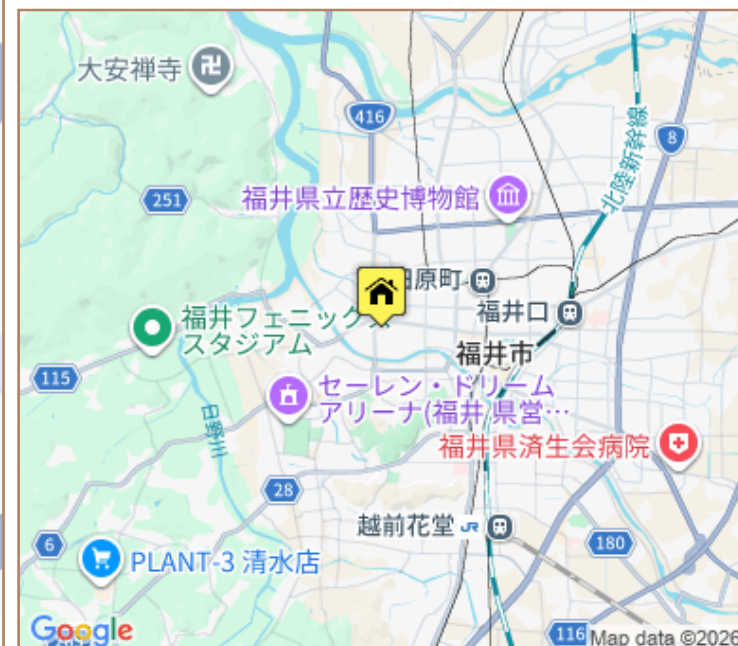 大安禅寺
416
8
北陸新幹線
251
福井県立歴史博物館
田原町
福井口
福井フェニックス
スタジアム
福井市
115
セーレン・ドリーム
アリーナ(福井県営…
日野川
福井県済生会病院
28
越前花堂 JR
6
180
PLANT-3 清水店
Google
116
Map data ©2026